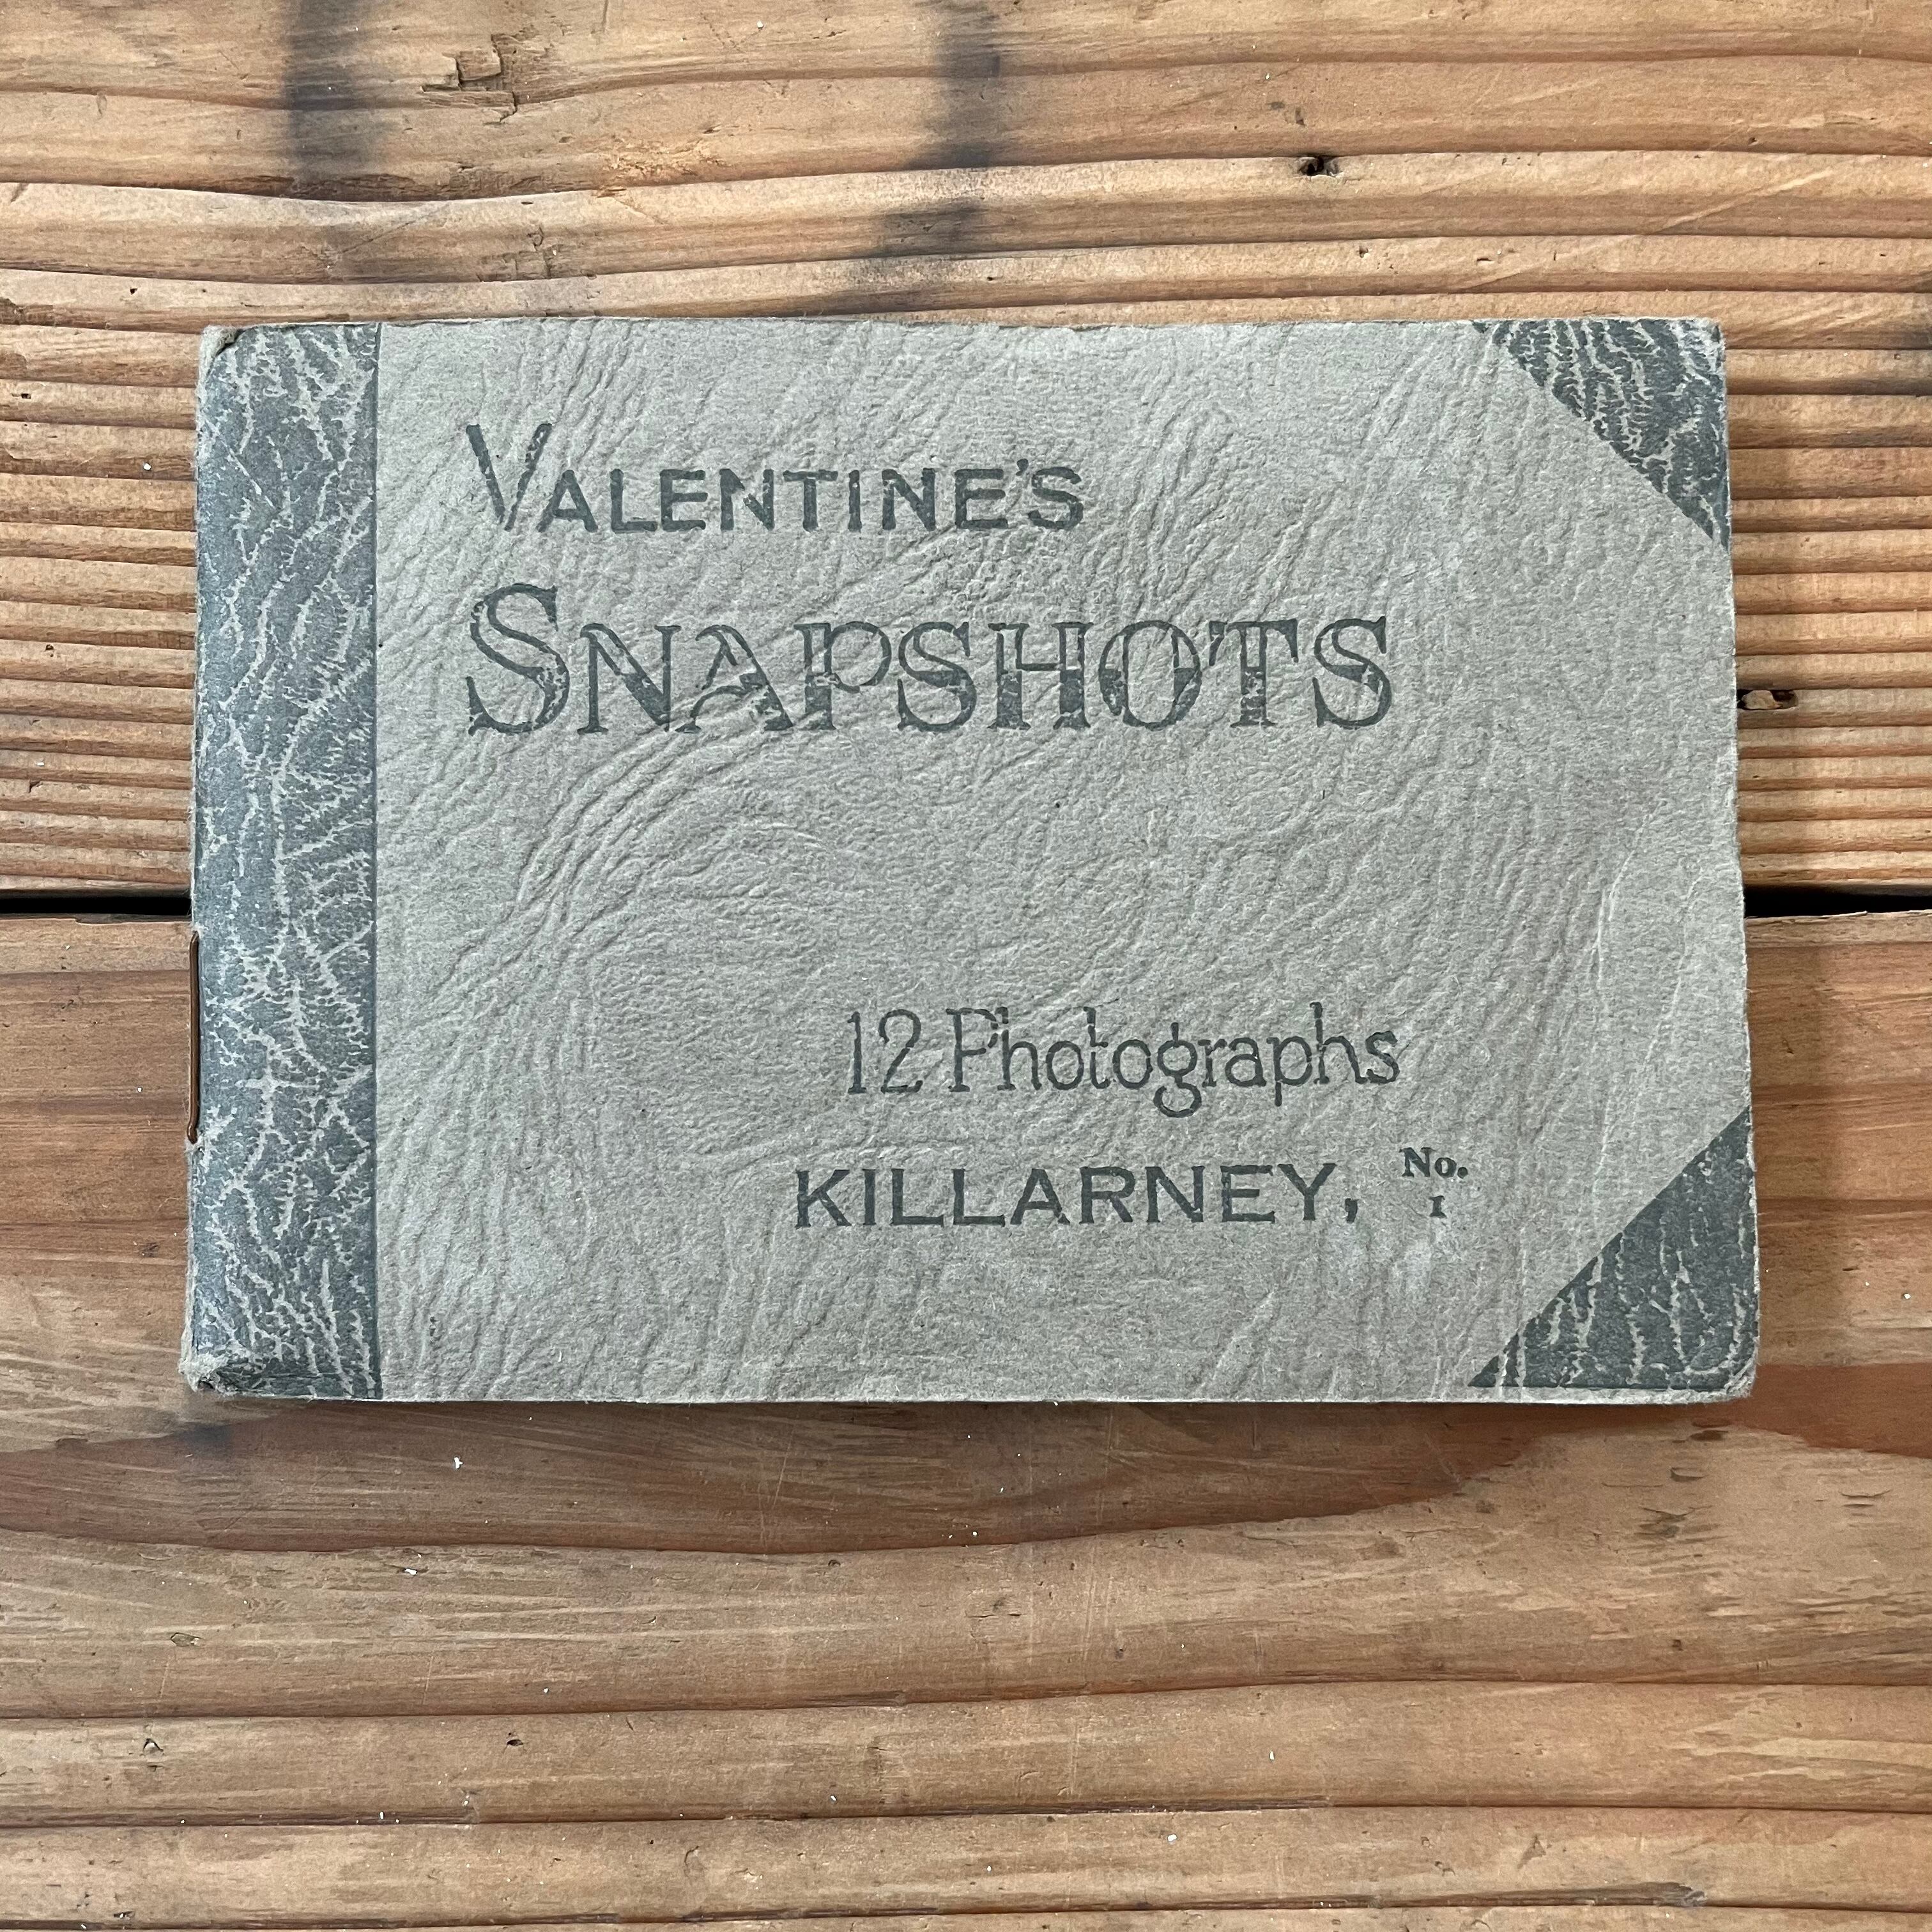 VALENTINE'S
SNAPSHOTS
12 Photographs
KILLARNEY, No. 1